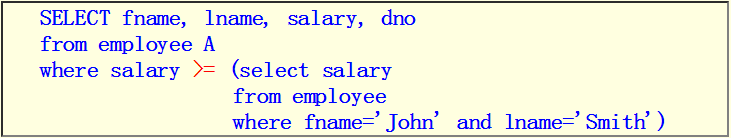 SELECT fname, lname, salary, dno
from employee A
where salary >= (select salary
from employee
where fname='John' and lname='Smith')